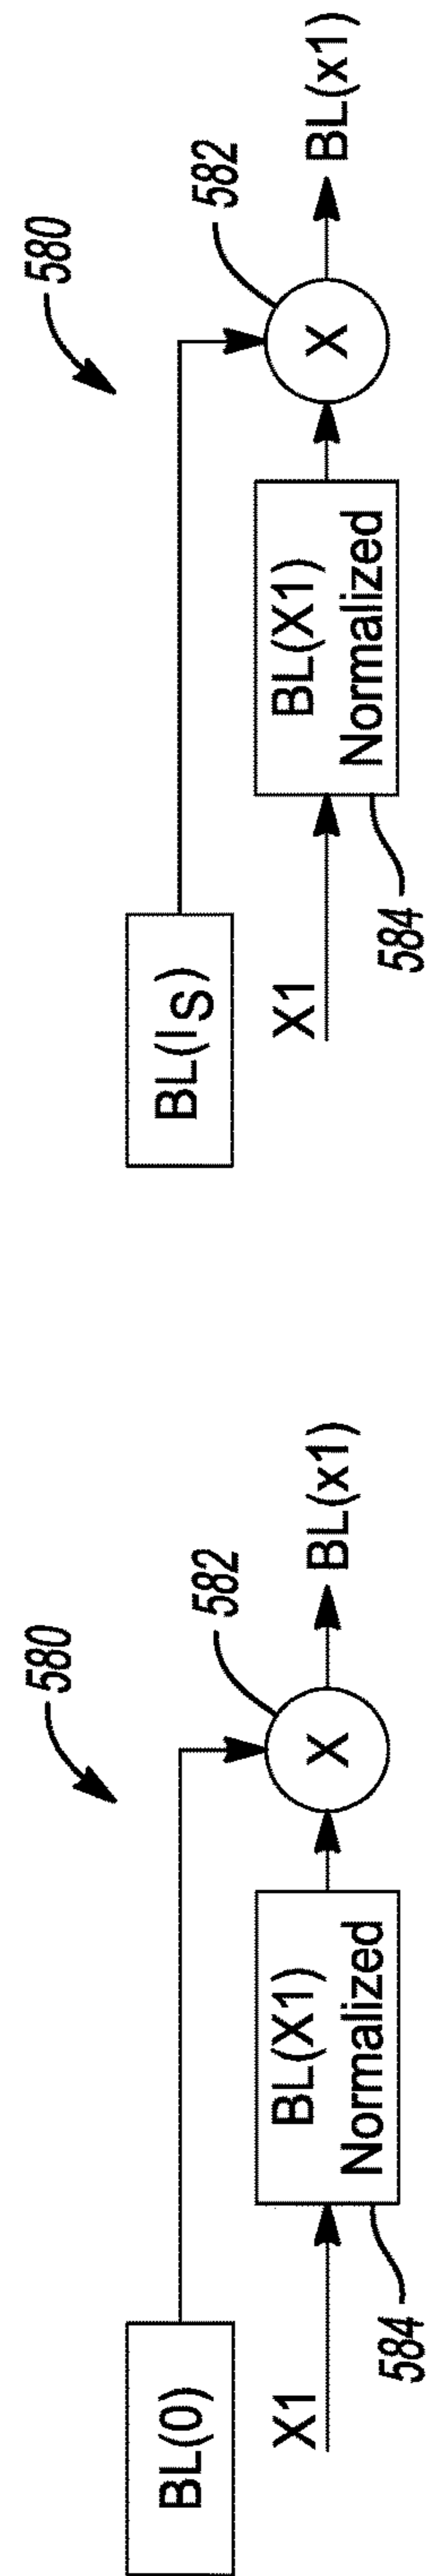 580
582
BL(0)
BL(X1)
Normalized
X
BL(x1)
X1
584
580
582
BL(IS)
BL(X1)
Normalized
X
BL(x1)
X1
584